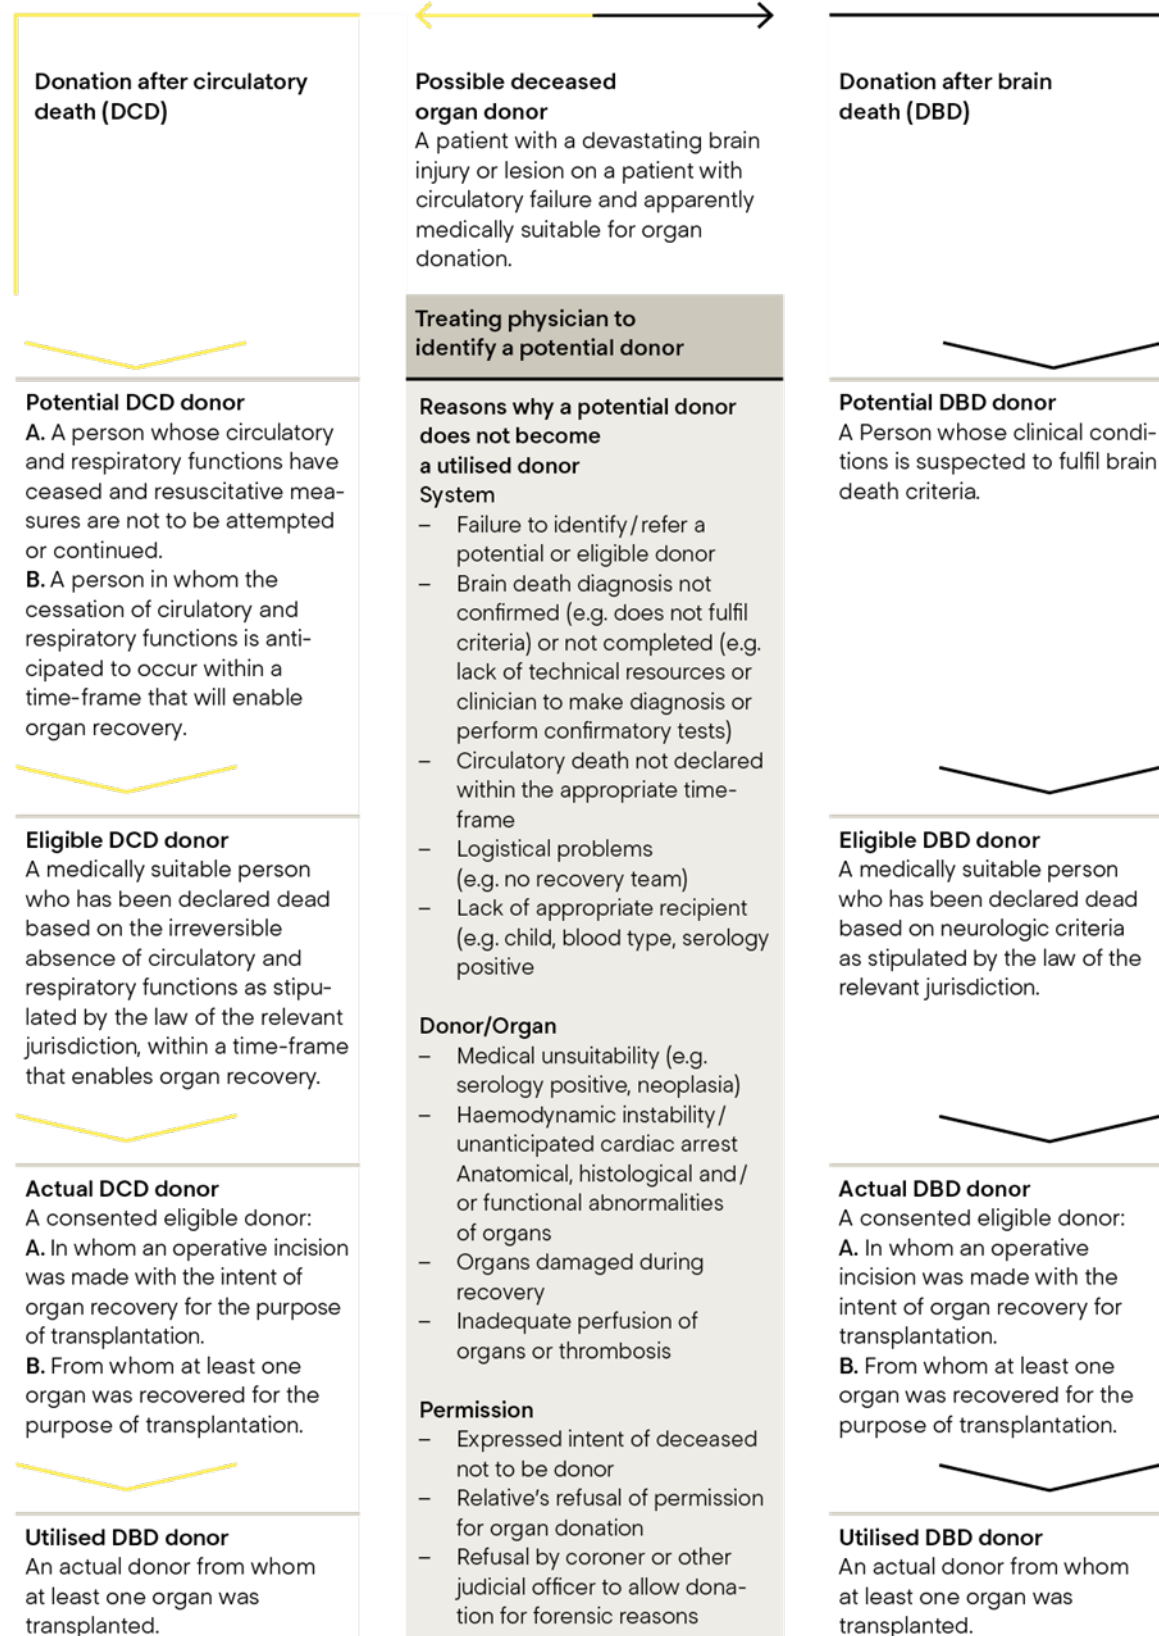 Donation after circulatory
death (DCD)
Potential DCD donor
A. A person whose circulatory
and respiratory functions have
ceased and resuscitative mea-
sures are not to be attempted
or continued.
B. A person in whom the
cessation of cirulatory and
respiratory functions is anti-
cipated to occur within a
time-frame that will enable
organ recovery.
Eligible DCD donor
A medically suitable person
who has been declared dead
based on the irreversible
absence of circulatory and
respiratory functions as stipu-
lated by the law of the relevant
jurisdiction, within a time-frame
that enables organ recovery.
Actual DCD donor
A consented eligible donor:
A. In whom an operative incision
was made with the intent of
organ recovery for the purpose
of transplantation.
B. From whom at least one
organ was recovered for the
purpose of transplantation.
Utilised DBD donor
An actual donor from whom
at least one organ was
transplanted.
Possible deceased
organ donor
A patient with a devastating brain
injury or lesion on a patient with
circulatory failure and apparently
medically suitable for organ
donation.
Treating physician to
identify a potential donor
Reasons why a potential donor
does not become
a utilised donor
System
– Failure to identify/refer a
potential or eligible donor
– Brain death diagnosis not
confirmed (e.g. does not fulfil
criteria) or not completed (e.g.
lack of technical resources or
clinician to make diagnosis or
perform confirmatory tests)
– Circulatory death not declared
within the appropriate time-
frame
– Logistical problems
(e.g. no recovery team)
– Lack of appropriate recipient
(e.g. child, blood type, serology
positive
Donor/Organ
– Medical unsuitability (e.g.
serology positive, neoplasia)
– Haemodynamic instability/
unanticipated cardiac arrest
Anatomical, histological and/
or functional abnormalities
of organs
– Organs damaged during
recovery
– Inadequate perfusion of
organs or thrombosis
Permission
– Expressed intent of deceased
not to be donor
– Relative's refusal of permission
for organ donation
– Refusal by coroner or other
judicial officer to allow dona-
tion for forensic reasons
Donation after brain
death (DBD)
Potential DBD donor
A Person whose clinical condi-
tions is suspected to fulfil brain
death criteria.
Eligible DBD donor
A medically suitable person
who has been declared dead
based on neurologic criteria
as stipulated by the law of the
relevant jurisdiction.
Actual DBD donor
A consented eligible donor:
A. In whom an operative
incision was made with the
intent of organ recovery for
transplantation.
B. From whom at least one
organ was recovered for the
purpose of transplantation.
Utilised DBD donor
An actual donor from whom
at least one organ was
transplanted.